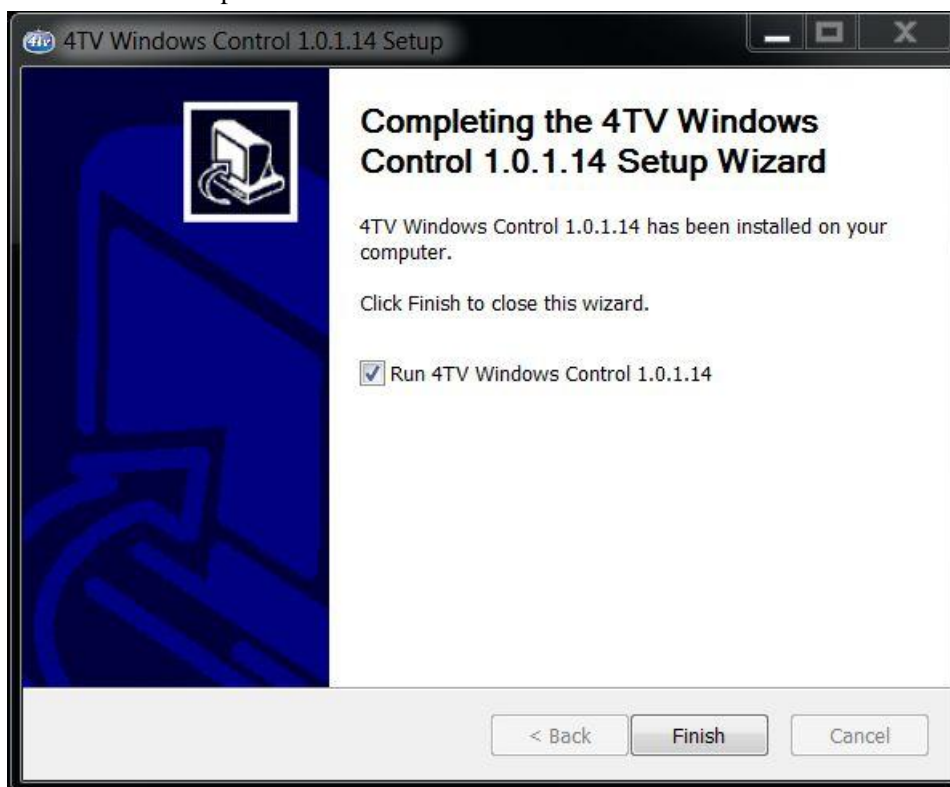 4tv 4TV Windows Control 1.0.1.14 Setup
Completing the 4TV Windows
Control 1.0.1.14 Setup Wizard
4TV Windows Control 1.0.1.14 has been installed on your
computer.
Click Finish to close this wizard.
Run 4TV Windows Control 1.0.1.14
< Back Finish Cancel